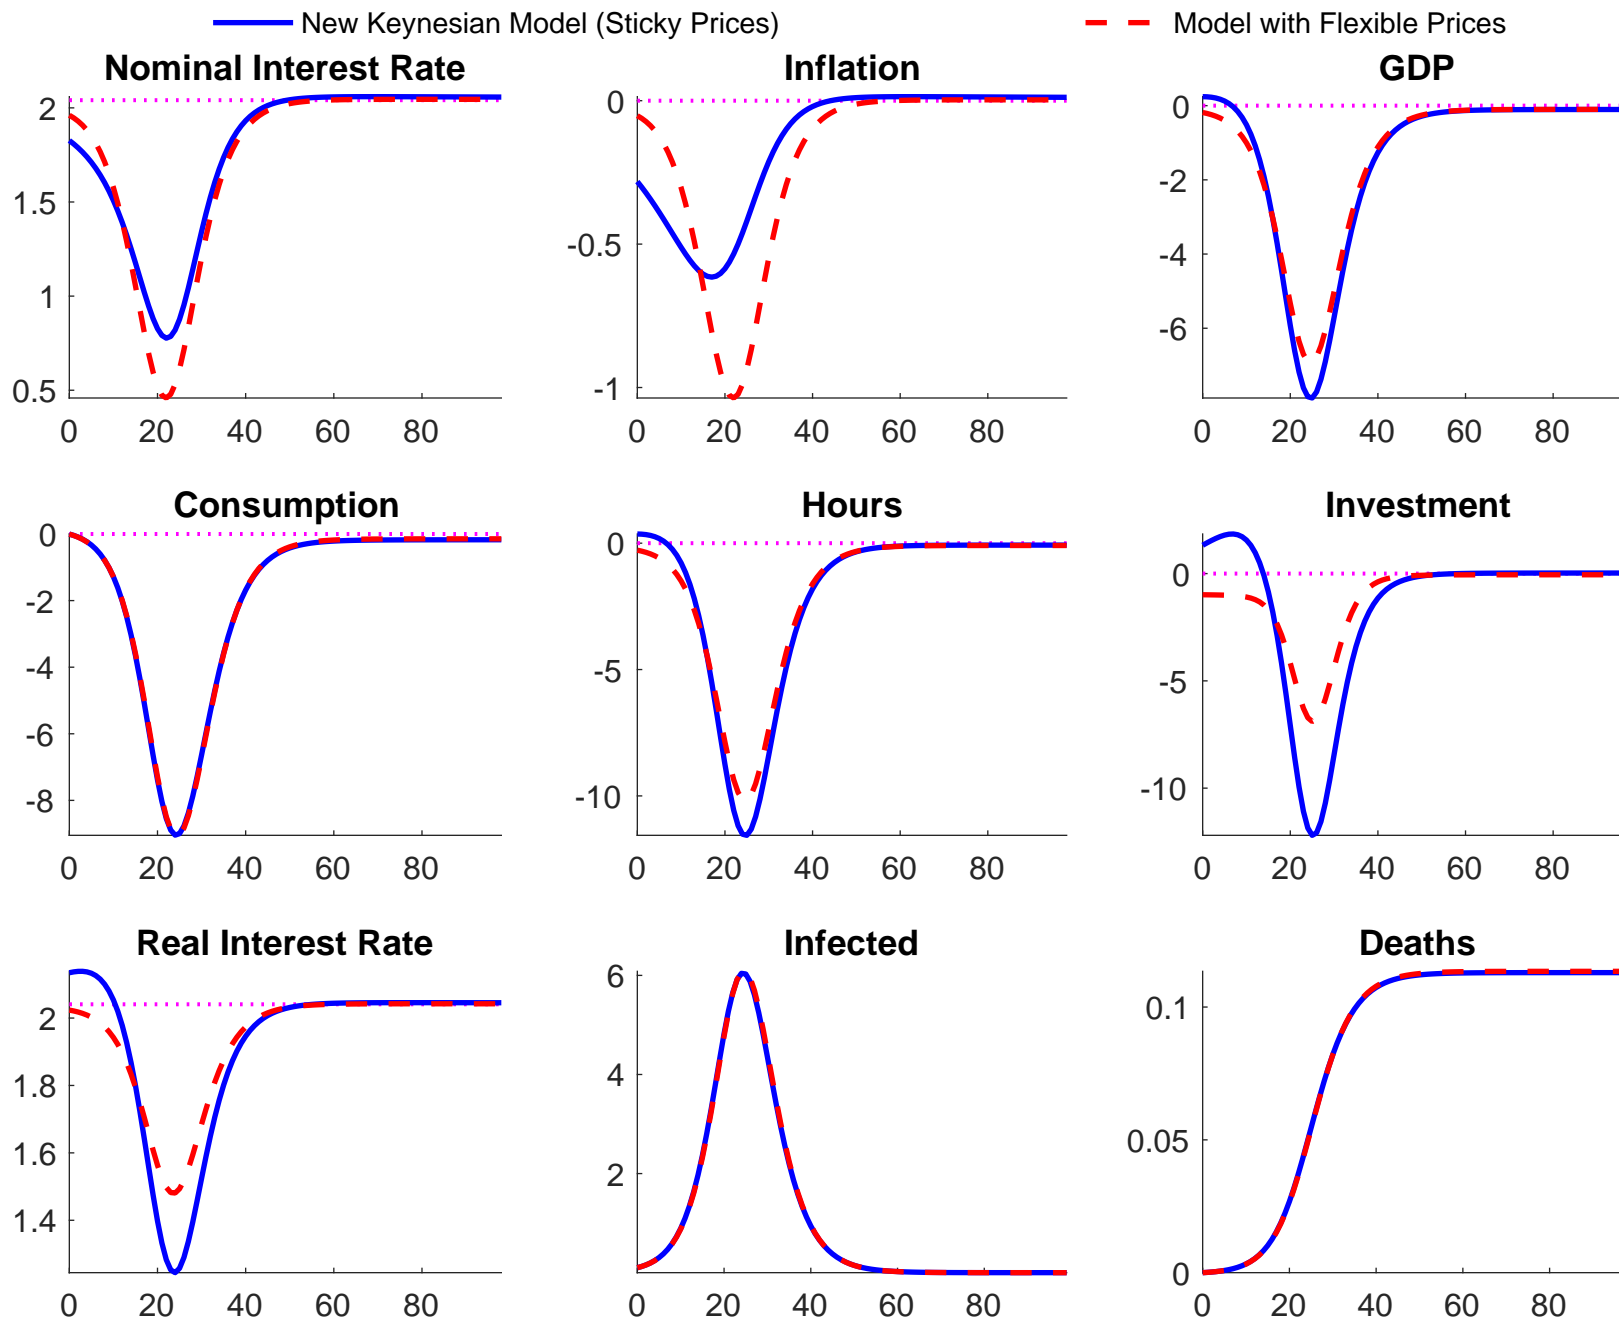 New Keynesian Model (Sticky Prices) Model with Flexible Prices
Nominal Interest Rate
2
1.5
1
0.5
0 20 40 60 80
Inflation
0
-0.5
-1
0 20 40 60 80
GDP
0
-2
-4
-6
0 20 40 60 80
Consumption
0
-2
-4
-6
-8
0 20 40 60 80
Hours
0
-5
-10
0 20 40 60 80
Investment
0
-5
-10
0 20 40 60 80
Real Interest Rate
2
1.8
1.6
1.4
0 20 40 60 80
Infected
6
4
2
0 20 40 60 80
Deaths
0.1
0.05
0
0 20 40 60 80